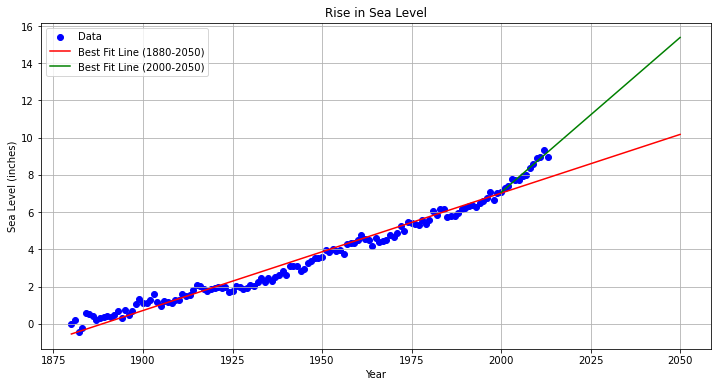 Rise in Sea Level
Data
Best Fit Line (1880-2050)
Best Fit Line (2000-2050)
16
14
12
10
8
6
4
2
0
Sea Level (inches)
1875
1900
1925
1950
1975
2000
2025
2050
Year